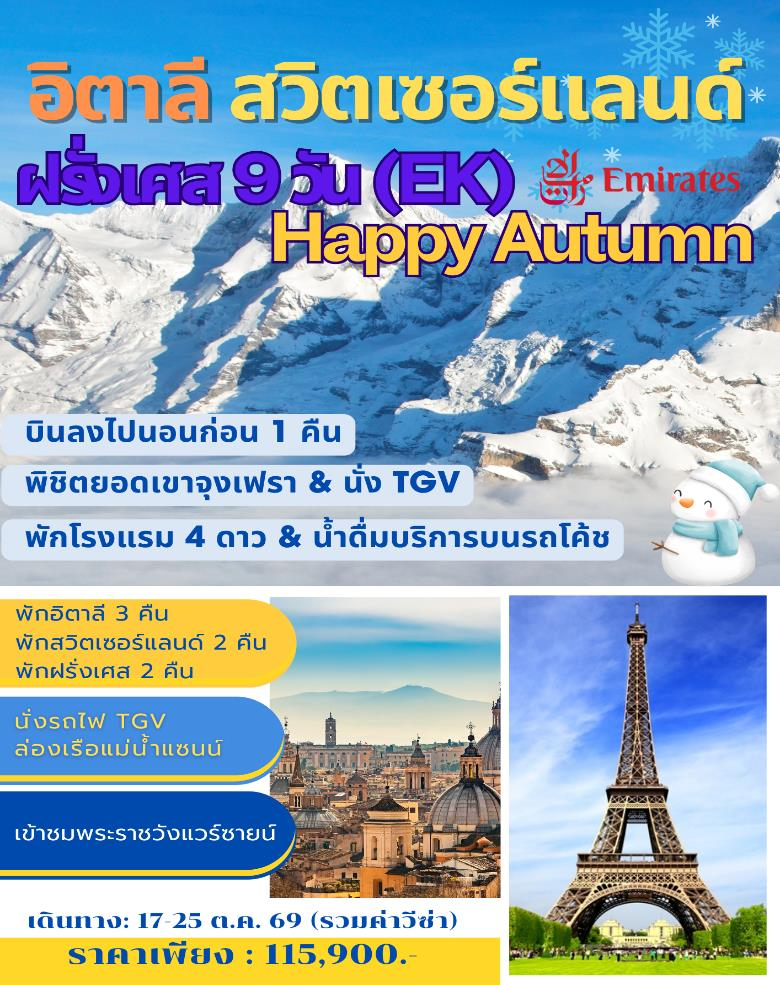 อิตาลี สวิตเซอร์แลนด์
ฝรั่งเศส 9 วัน (EK) Emirates
Happy Autumn
บินลงไปนอนก่อน 1 คืน
พิชิตยอดเขาจุงเฟรา & นั่ง TGV
พักโรงแรม 4 ดาว & น้ำดื่มบริการบนรถโค้ช
พักอิตาลี 3 คืน
พักสวิตเซอร์แลนด์ 2 คืน
พักฝรั่งเศส 2 คืน
นั่งรถไฟ TGV
ล่องเรือแม่น้ำแซนน์
เข้าชมพระราชวังแวร์ซายน์
เดินทาง: 17-25 ต.ค. 69 (รวมค่าวีซ่า)
ราคาเพียง : 115,900.-